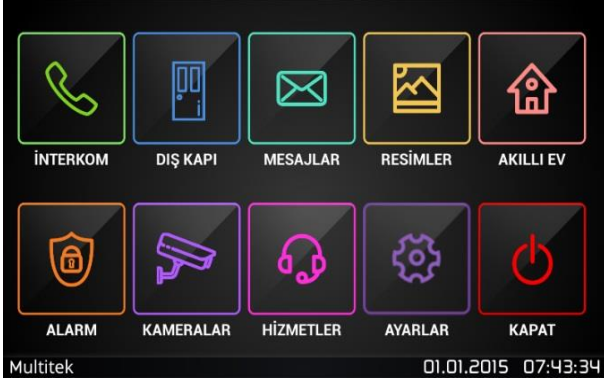 İNTERKOM DIŞ KAPI MESAJLAR RESİMLER AKILLI EV
ALARM KAMERALAR HİZMETLER AYARLAR KAPAT
Multitek 01.01.2015 07:43:34